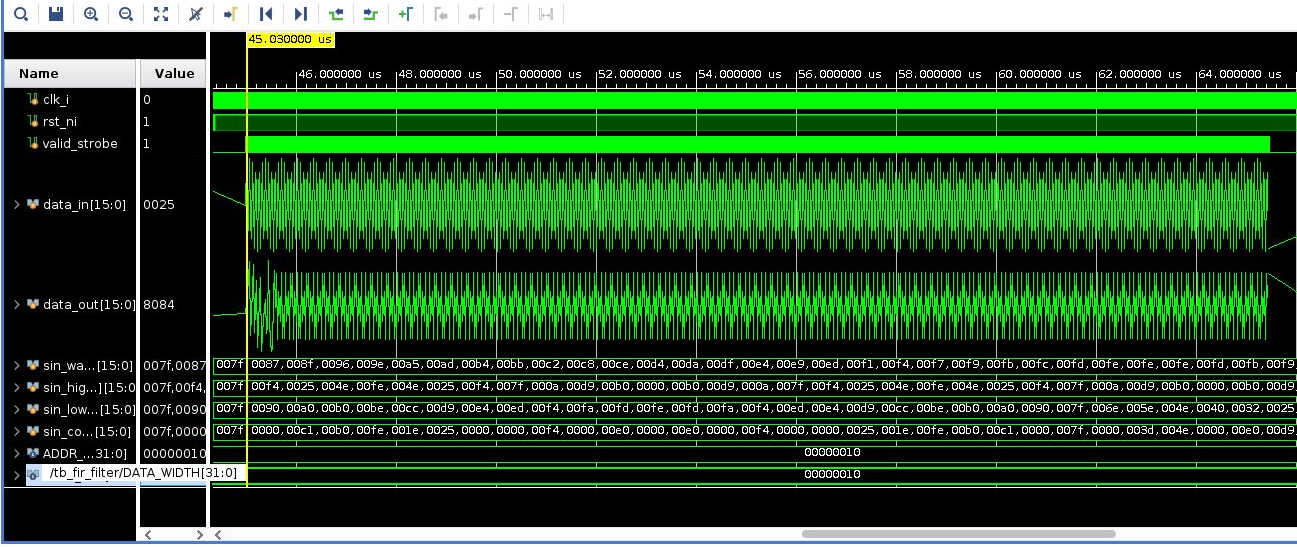 45.030000 us
Name Value
46.000000 us 48.000000 us 50.000000 us 52.000000 us 54.000000 us 56.000000 us 58.000000 us 60.000000 us 62.000000 us 64.000000 us
clk_i 0
rst_ni 1
valid_strobe 1
data_in[15:0] 0025
data_out[15:0] 8084
sin_wa...[15:0] 007f,0087 007f 0087,008f,0096,009e,00a5,00ad,00b4,00bb,00c2,00c8,00ce,00d4,00da,00df,00e4,00e9,00ed,00f1,00f4,00f7,00f9,00fb,00fc,00fd,00fe,00fe,00fe,00fd,00fb,00f9
sin_hig...][15:0 007f,00f4, 007f 00f4,0025,004e,00fe,004e,0025,00f4,007f,000a,00d9,00b0,0000,00b0,00d9,000a,007f,00f4,0025,004e,00fe,004e,0025,00f4,007f,000a,00d9,00b0,0000,00b0,00d9
sin_low...[15:0] 007f,0090 007f 0090,00a0,00b0,00be,00cc,00d9,00e4,00ed,00f4,00fa,00fd,00fe,00fd,00fa,00f4,00ed,00e4,00d9,00cc,00be,00b0,00a0,0090,007f,006e,005e,004e,0040,0032,0025
sin_co...[15:0] 007f,0000 007f 0000,00c1,00b0,00fe,001e,0025,0000,0000,00f4,0000,00e0,0000,00f4,0000,0000,0025,001e,00fe,00b0,00c1,0000,007f,0000,003d,004e,0000,00e0,00d9
ADDR_...31:0] 00000010 00000010
/tb_fir_filter/DATA_WIDTH[31:0] 00000010